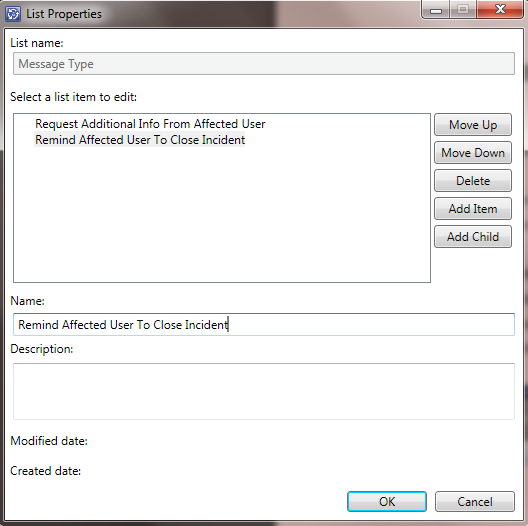 List Properties
List name:
Message Type
Select a list item to edit:
Request Additional Info From Affected User
Remind Affected User To Close Incident
Move Up
Move Down
Delete
Add Item
Add Child
Name:
Remind Affected User To Close Incident
Description:
Modified date:
Created date:
OK
Cancel